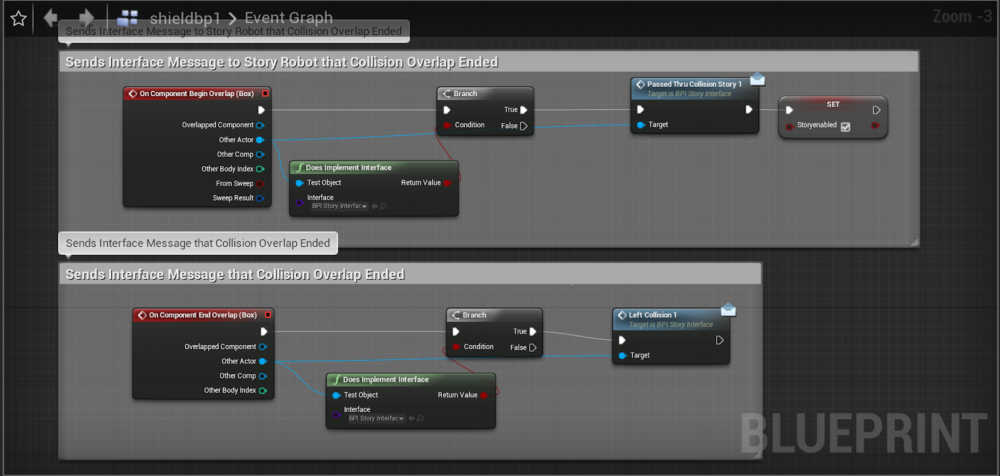 shieldbp1 > Event Graph
Zoom -3
Sends Interface Message to Story Robot that Collision Overlap Ended
Sends Interface Message to Story Robot that Collision Overlap Ended
On Component Begin Overlap (Box)
Overlapped Component
Other Actor
Other Comp
Other Body Index
From Sweep
Sweep Result
Does Implement Interface
Test Object
Return Value
Interface
BPI Story Interfac
Branch
True
Condition
False
Passed Thru Collision Story 1
Target is BPI Story Interface
Target
SET
Storyenabled
Sends Interface Message that Collision Overlap Ended
Sends Interface Message that Collision Overlap Ended
On Component End Overlap (Box)
Overlapped Component
Other Actor
Other Comp
Other Body Index
Does Implement Interface
Test Object
Return Value
Interface
BPI Story Interfac
Branch
True
Condition
False
Left Collision 1
Target is BPI Story Interface
Target
BLUEPRINT